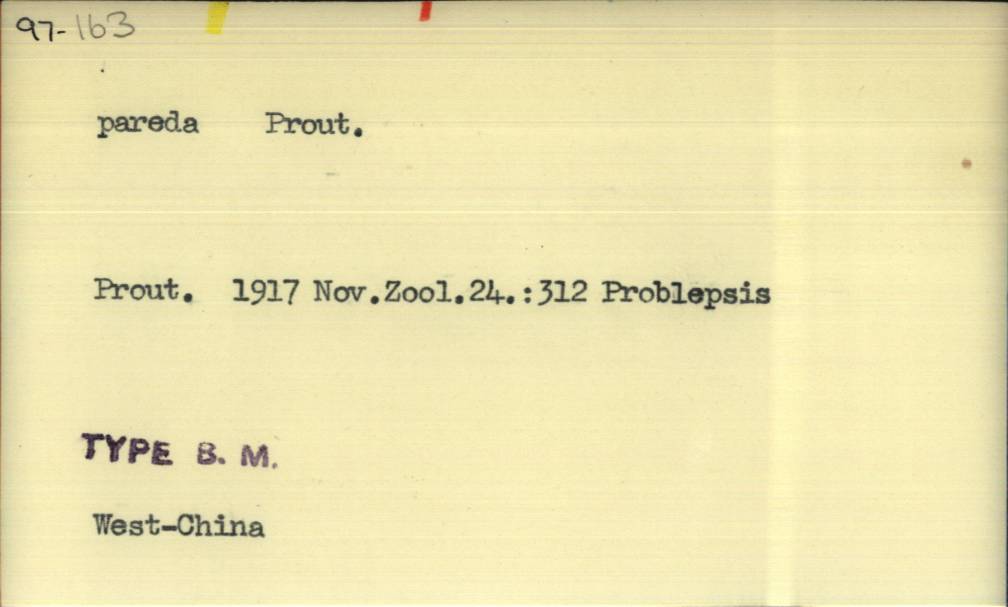 97-163
pareda Prout.
Prout. 1917 Nov.Zool.24.:312 Problepsis
TYPE B. M.
West-China